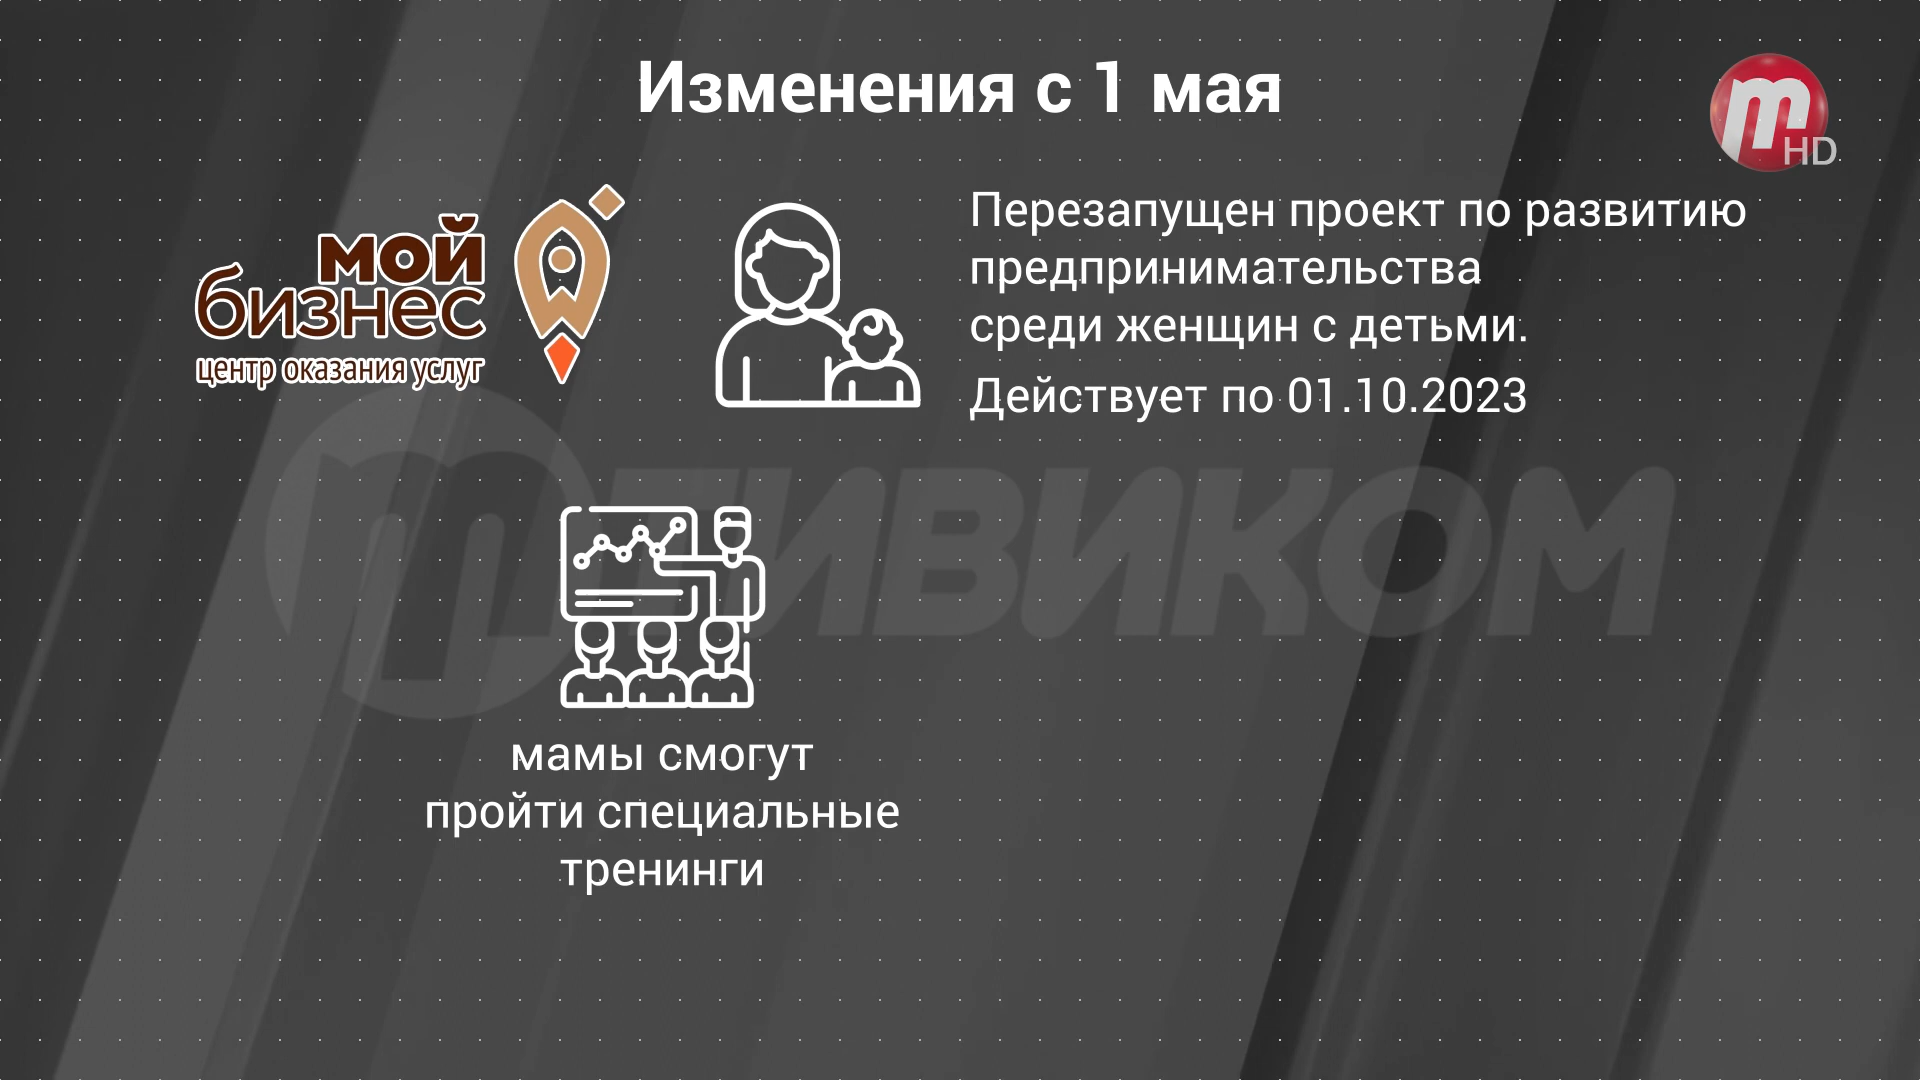 Изменения с 1 мая
HD
мой
бизнес
центр оказания услуг
Перезапущен проект по развитию
предпринимательства
среди женщин с детьми.
Действует по 01.10.2023
ТИВИКОМ
мамы смогут
пройти специальные
тренинги